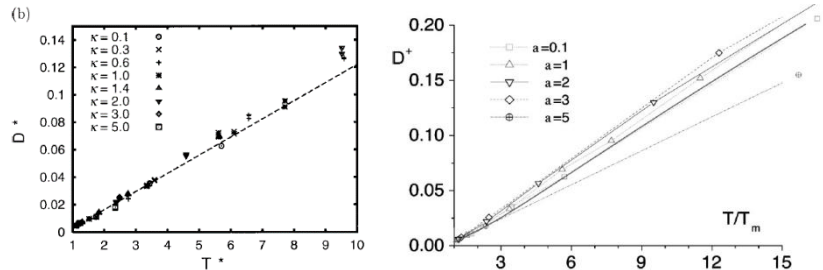 (b)
D *
0.14
0.12
0.1
0.08
0.06
0.04
0.02
0
κ = 0.1
κ = 0.3
κ = 0.6
κ = 1.0
κ = 1.4
κ = 2.0
κ = 3.0
κ = 5.0
1 2 3 4 5 6 7 8 9 10
T *
D+
0.20
0.15
0.10
0.05
0.00
a=0.1
a=1
a=2
a=3
a=5
T/Tm
3 6 9 12 15